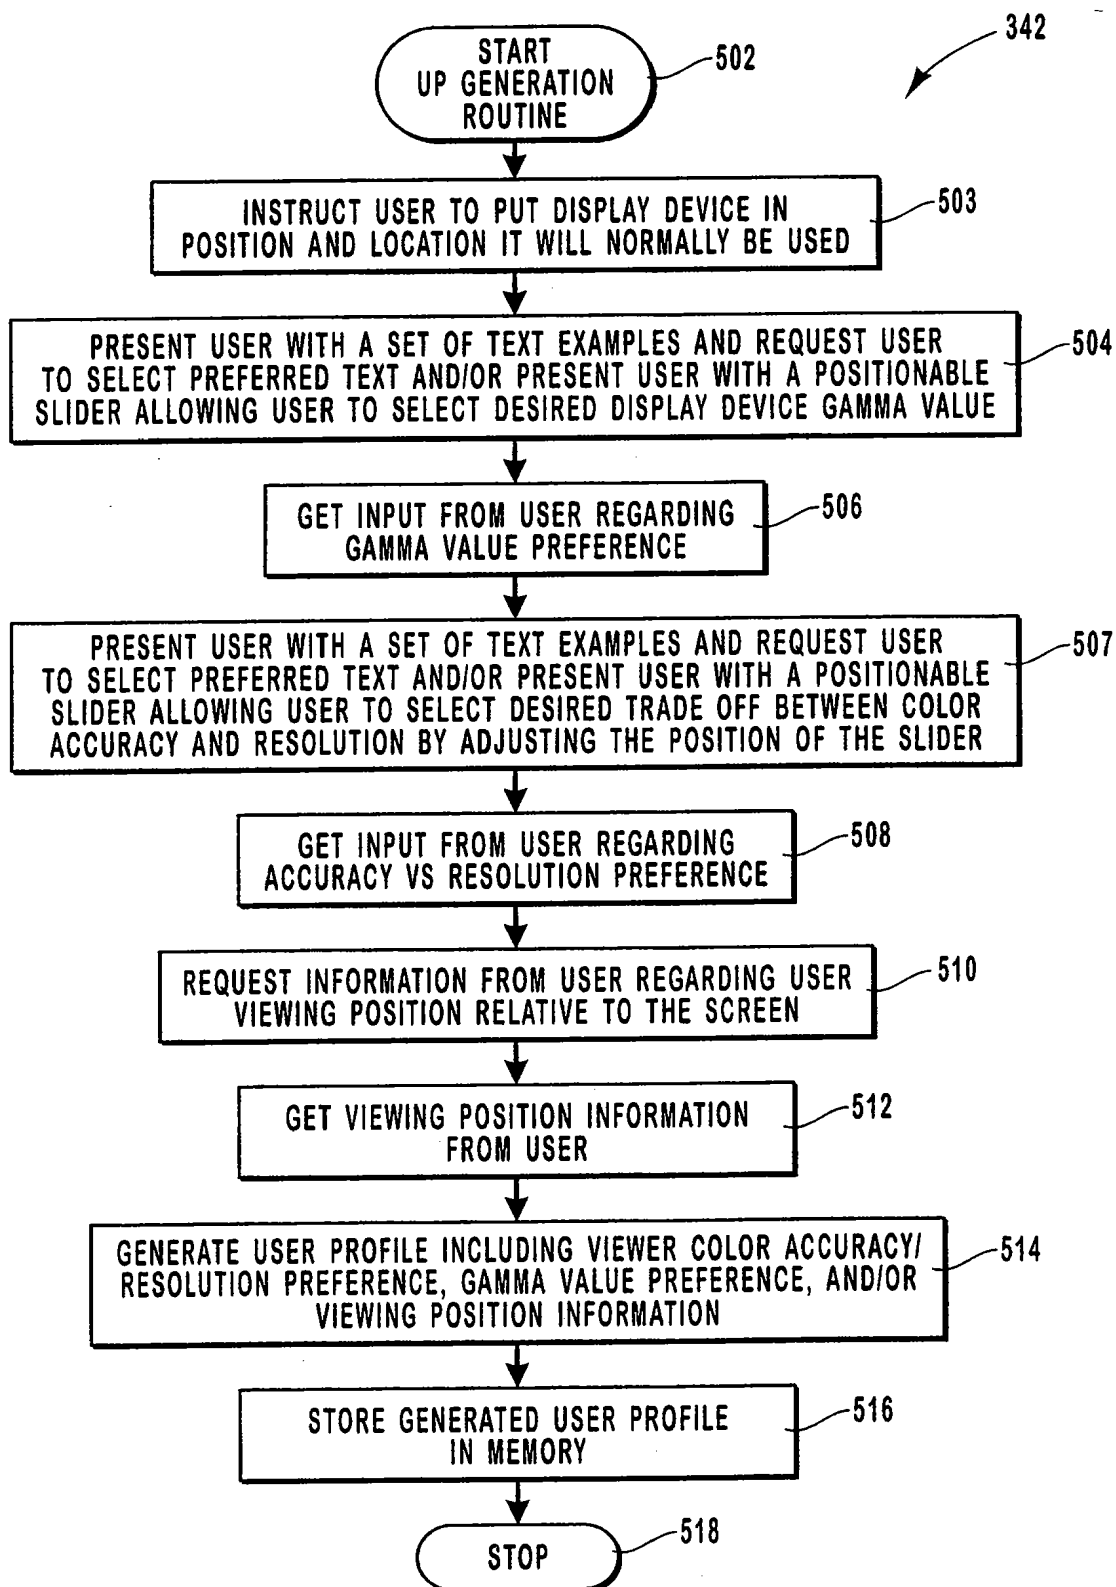 342
START
UP GENERATION
ROUTINE
502
INSTRUCT USER TO PUT DISPLAY DEVICE IN
POSITION AND LOCATION IT WILL NORMALLY BE USED
503
PRESENT USER WITH A SET OF TEXT EXAMPLES AND REQUEST USER
TO SELECT PREFERRED TEXT AND/OR PRESENT USER WITH A POSITIONABLE
SLIDER ALLOWING USER TO SELECT DESIRED DISPLAY DEVICE GAMMA VALUE
504
GET INPUT FROM USER REGARDING
GAMMA VALUE PREFERENCE
506
PRESENT USER WITH A SET OF TEXT EXAMPLES AND REQUEST USER
TO SELECT PREFERRED TEXT AND/OR PRESENT USER WITH A POSITIONABLE
SLIDER ALLOWING USER TO SELECT DESIRED TRADE OFF BETWEEN COLOR
ACCURACY AND RESOLUTION BY ADJUSTING THE POSITION OF THE SLIDER
507
GET INPUT FROM USER REGARDING
ACCURACY VS RESOLUTION PREFERENCE
508
REQUEST INFORMATION FROM USER REGARDING USER
VIEWING POSITION RELATIVE TO THE SCREEN
510
GET VIEWING POSITION INFORMATION
FROM USER
512
GENERATE USER PROFILE INCLUDING VIEWER COLOR ACCURACY/
RESOLUTION PREFERENCE, GAMMA VALUE PREFERENCE, AND/OR
VIEWING POSITION INFORMATION
514
STORE GENERATED USER PROFILE
IN MEMORY
516
STOP
518